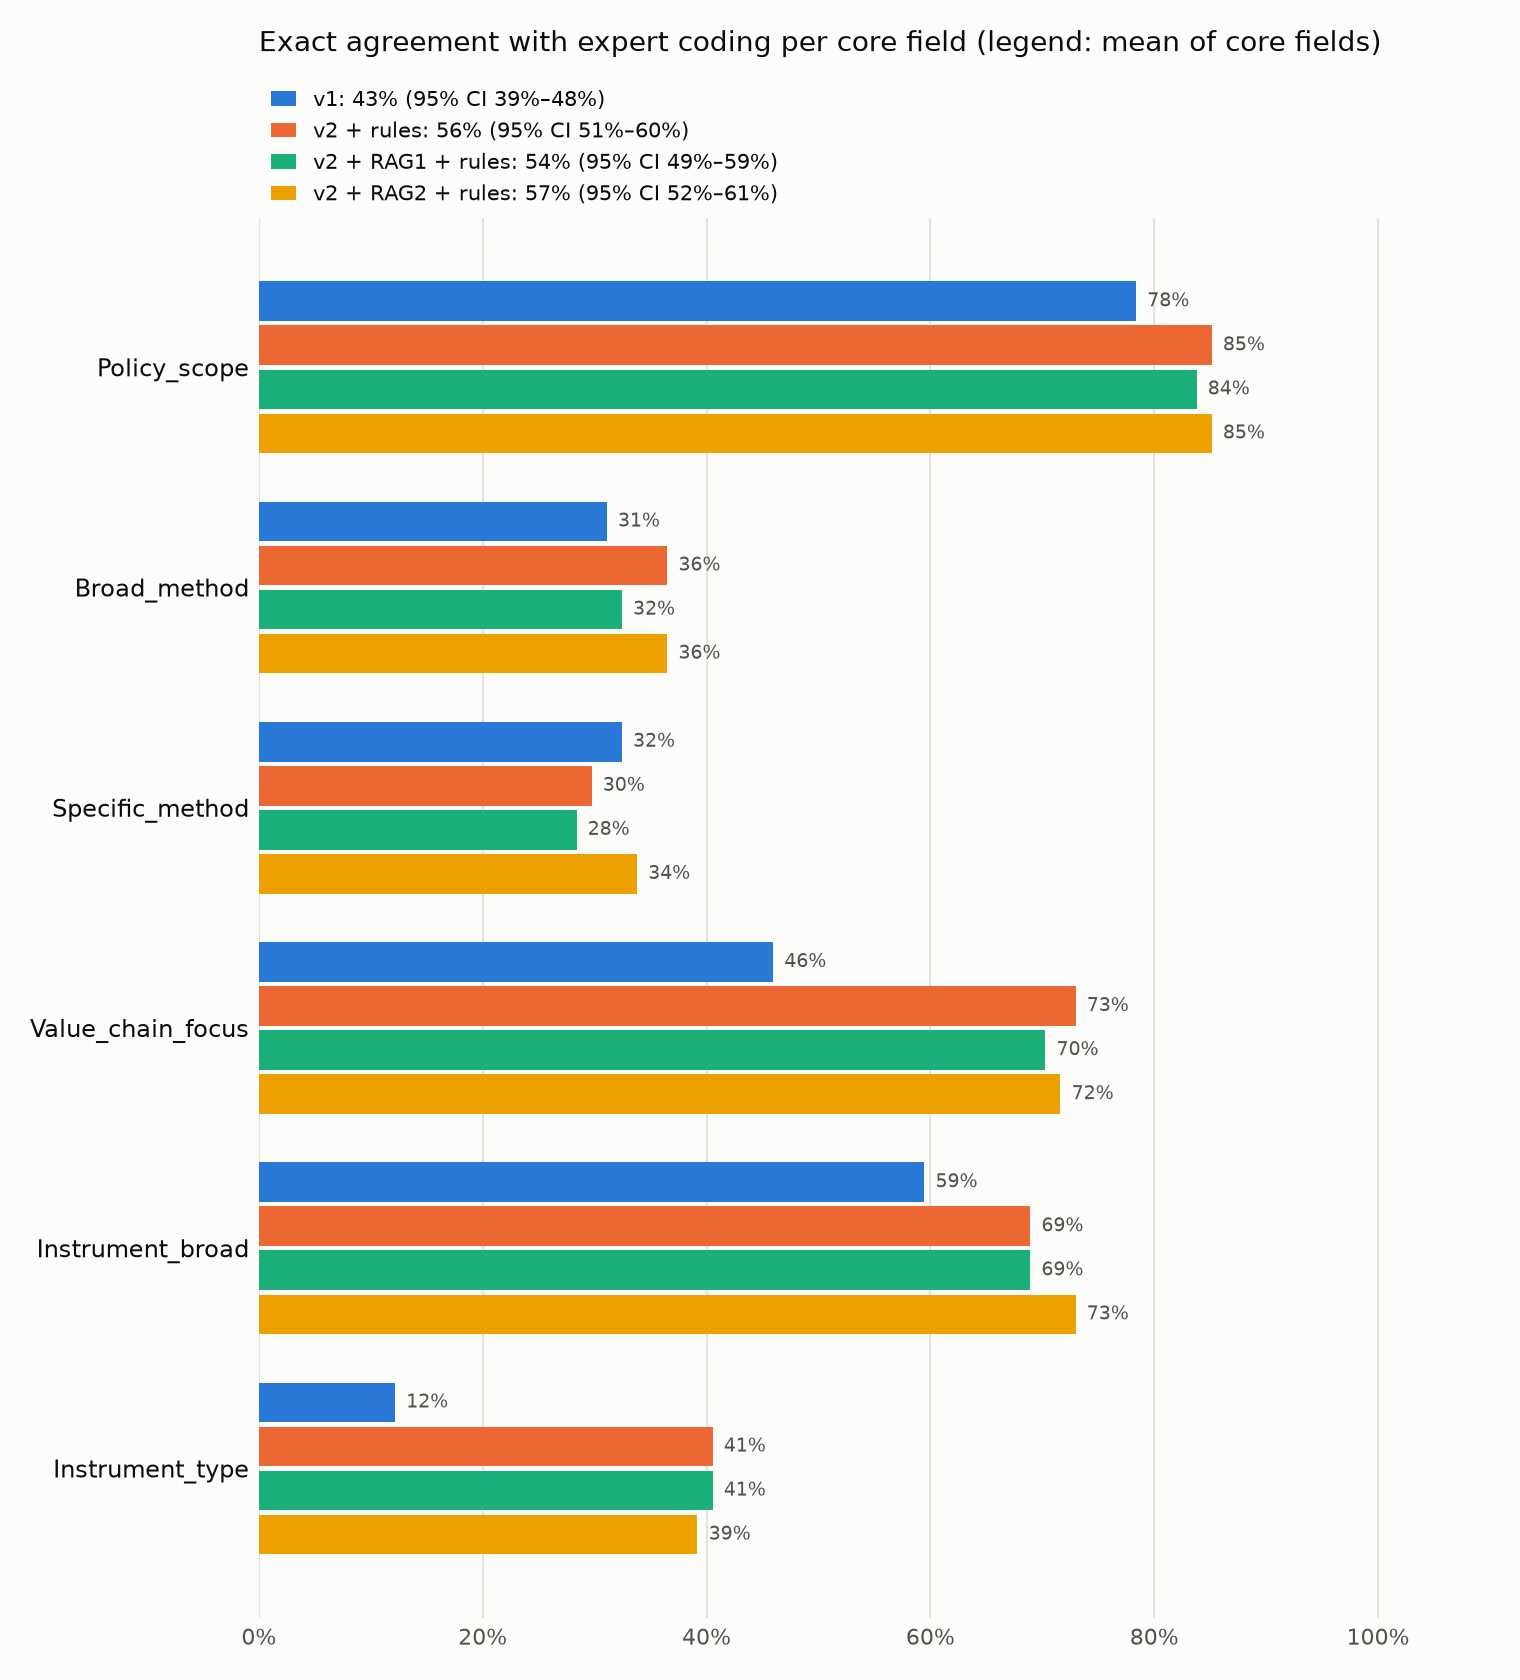 Exact agreement with expert coding per core field (legend: mean of core fields)
v1: 43% (95% CI 39%–48%)
v2 + rules: 56% (95% CI 51%–60%)
v2 + RAG1 + rules: 54% (95% CI 49%–59%)
v2 + RAG2 + rules: 57% (95% CI 52%–61%)
Policy_scope
78%
85%
84%
85%
Broad_method
31%
36%
32%
36%
Specific_method
32%
30%
28%
34%
Value_chain_focus
46%
73%
70%
72%
Instrument_broad
59%
69%
69%
73%
Instrument_type
12%
41%
41%
39%
0% 20% 40% 60% 80% 100%